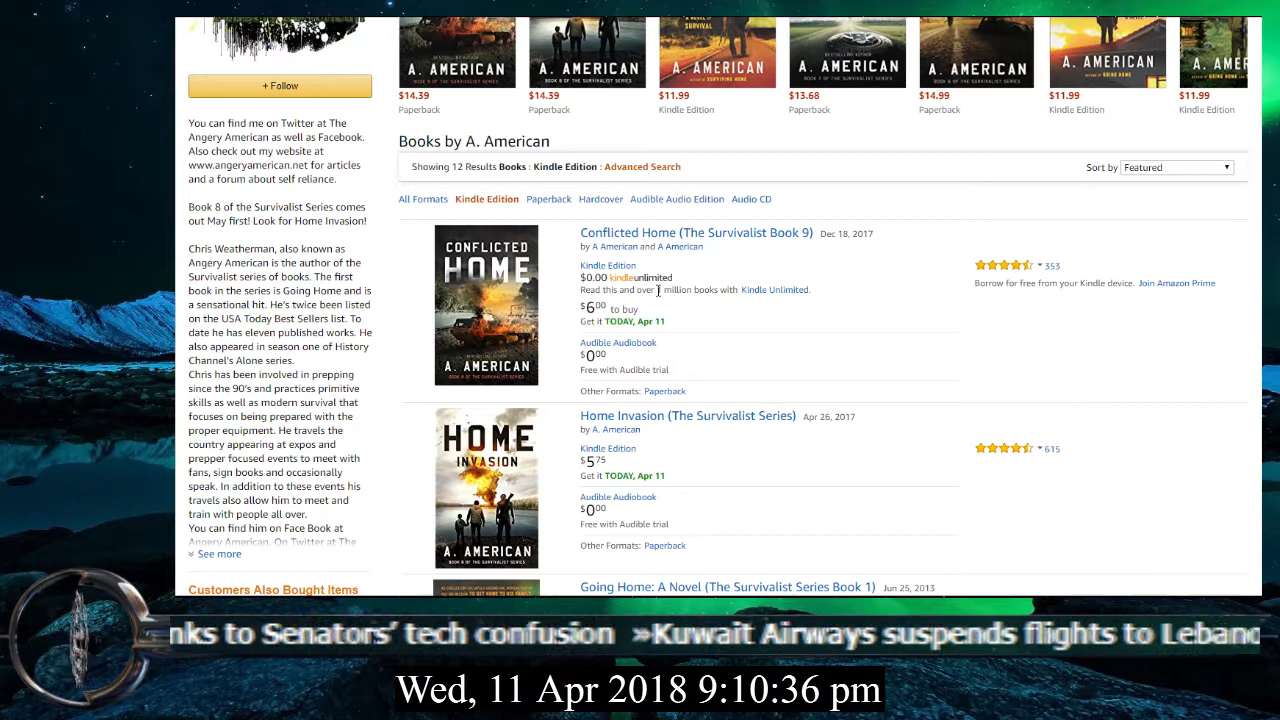 A. AMERICAN
A. AMERICAN
A. AMERICAN
A. AMERICAN
A. AMERICAN
A. AMERICAN
$14.39
$14.39
$11.99
$13.68
$14.99
$11.99
$11.99
Paperback
Paperback
Kindle Edition
Paperback
Paperback
Kindle Edition
Kindle Edition
+ Follow
You can find me on Twitter at The
Angery American as well as Facebook.
Also check out my website at
www.angeryamerican.net for articles
and a forum about self reliance.
Book 8 of the Survivalist Series comes
out May first! Look for Home Invasion!
Chris Weatherman, also known as
Angery American is the author of the
Survivalist series of books. The first
book in the series is Going Home and is
a sensational hit. He's twice been listed
on the USA Today Best Sellers list. To
date he has eleven published works. He
also appeared in season one of History
Channel's Alone series.
Chris has been involved in prepping
since the 90's and practices primitive
skills as well as modern survival that
focuses on being prepared with the
proper equipment. He travels the
country appearing at expos and
prepper focused events to meet with
fans, sign books and occasionally
speak. In addition to these events his
travels also allow him to meet and
train with people all over.
You can find him on Face Book at
Angery American. On Twitter at The
See more
Customers Also Bought Items
Books by A. American
Showing 12 Results Books : Kindle Edition : Advanced Search
Sort by Featured
All Formats Kindle Edition Paperback Hardcover Audible Audio Edition Audio CD
CONFLICTED
HOME
A. AMERICAN
Conflicted Home (The Survivalist Book 9) Dec 18, 2017
by A American and A American
Kindle Edition
$0.00 kindleunlimited
Read this and over million books with Kindle Unlimited.
$6.00 to buy
Get it TODAY, Apr 11
Audible Audiobook
$0.00
Free with Audible trial
Other Formats: Paperback
353
Borrow for free from your Kindle device. Join Amazon Prime
HOME
INVASION
A. AMERICAN
Home Invasion (The Survivalist Series) Apr 26, 2017
by A. American
Kindle Edition
$5.75
Get it TODAY, Apr 11
Audible Audiobook
$0.00
Free with Audible trial
Other Formats: Paperback
615
Going Home: A Novel (The Survivalist Series Book 1) Jun 25, 2013
nks to Senators' tech confusion »Kuwait Airways suspends flights to Lebano
Wed, 11 Apr 2018 9:10:36 pm